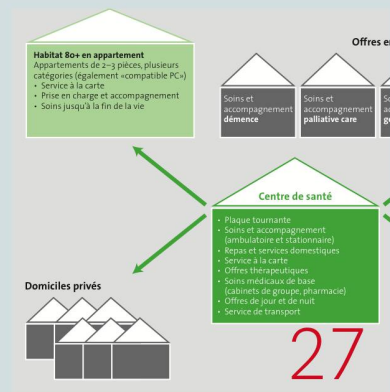 Habitat 80+ en appartement
Appartements de 2–3 pièces, plusieurs
catégories (également «compatible PC»)
• Service à la carte
• Prise en charge et accompagnement
• Soins jusqu'à la fin de la vie
Offres e
Soins et
accompagnement
démence
Soins et
accompagnement
palliative care
Centre de santé
• Plaque tournante
• Soins et accompagnement
(ambulatoire et stationnaire)
• Repas et services domestiques
• Service à la carte
• Offres thérapeutiques
• Soins médicaux de base
(cabinets de groupe, pharmacie)
• Offres de jour et de nuit
• Service de transport
Domiciles privés
27